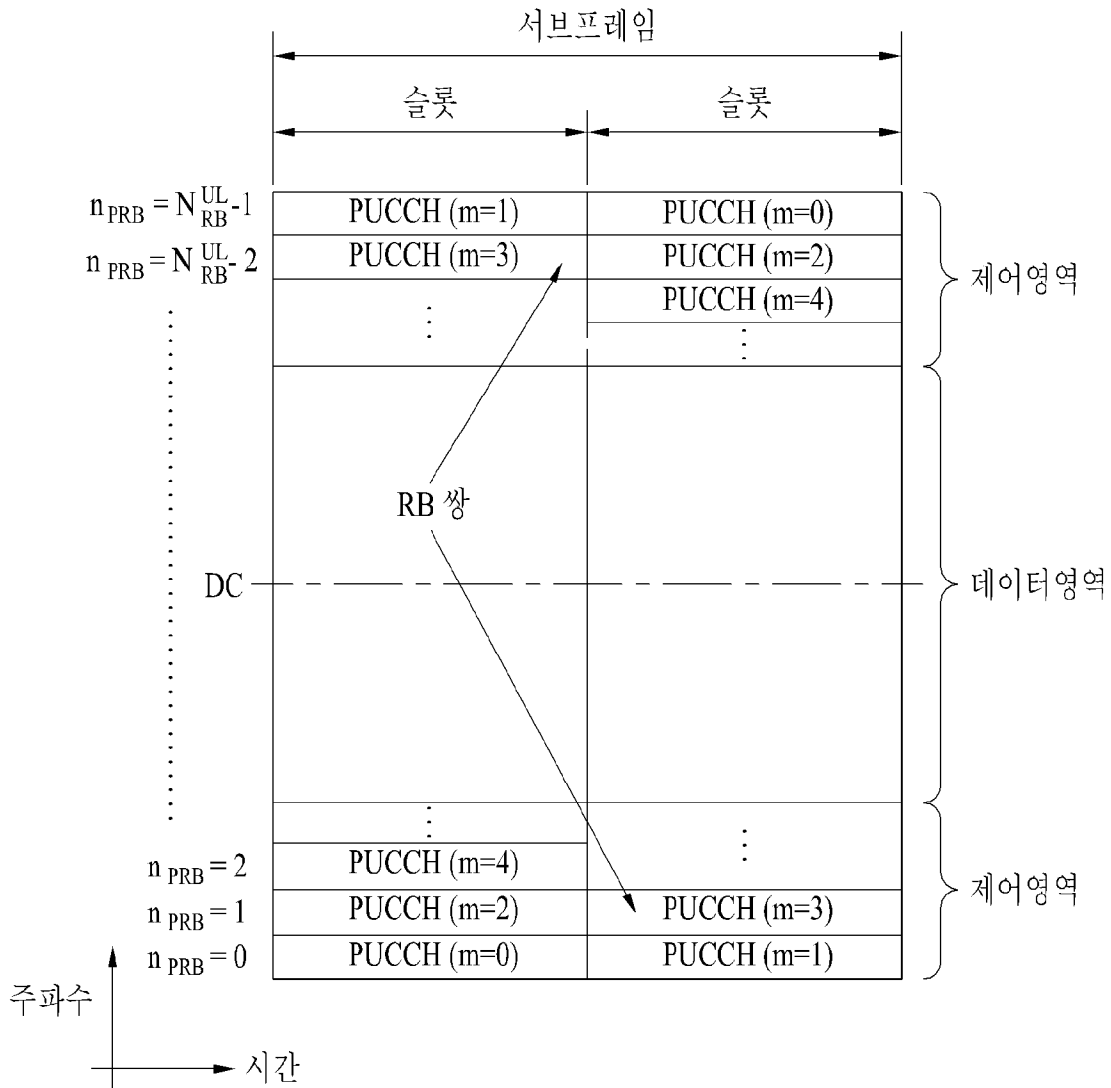 서브프레임
슬롯 슬롯
n PRB = N UL RB -1 PUCCH (m=1) PUCCH (m=0)
n PRB = N UL RB - 2 PUCCH (m=3) PUCCH (m=2)
PUCCH (m=4)
제어영역
RB 쌍
DC
데이터영역
n PRB = 2 PUCCH (m=4)
n PRB = 1 PUCCH (m=2) PUCCH (m=3)
제어영역
n PRB = 0 PUCCH (m=0) PUCCH (m=1)
주파수
시간